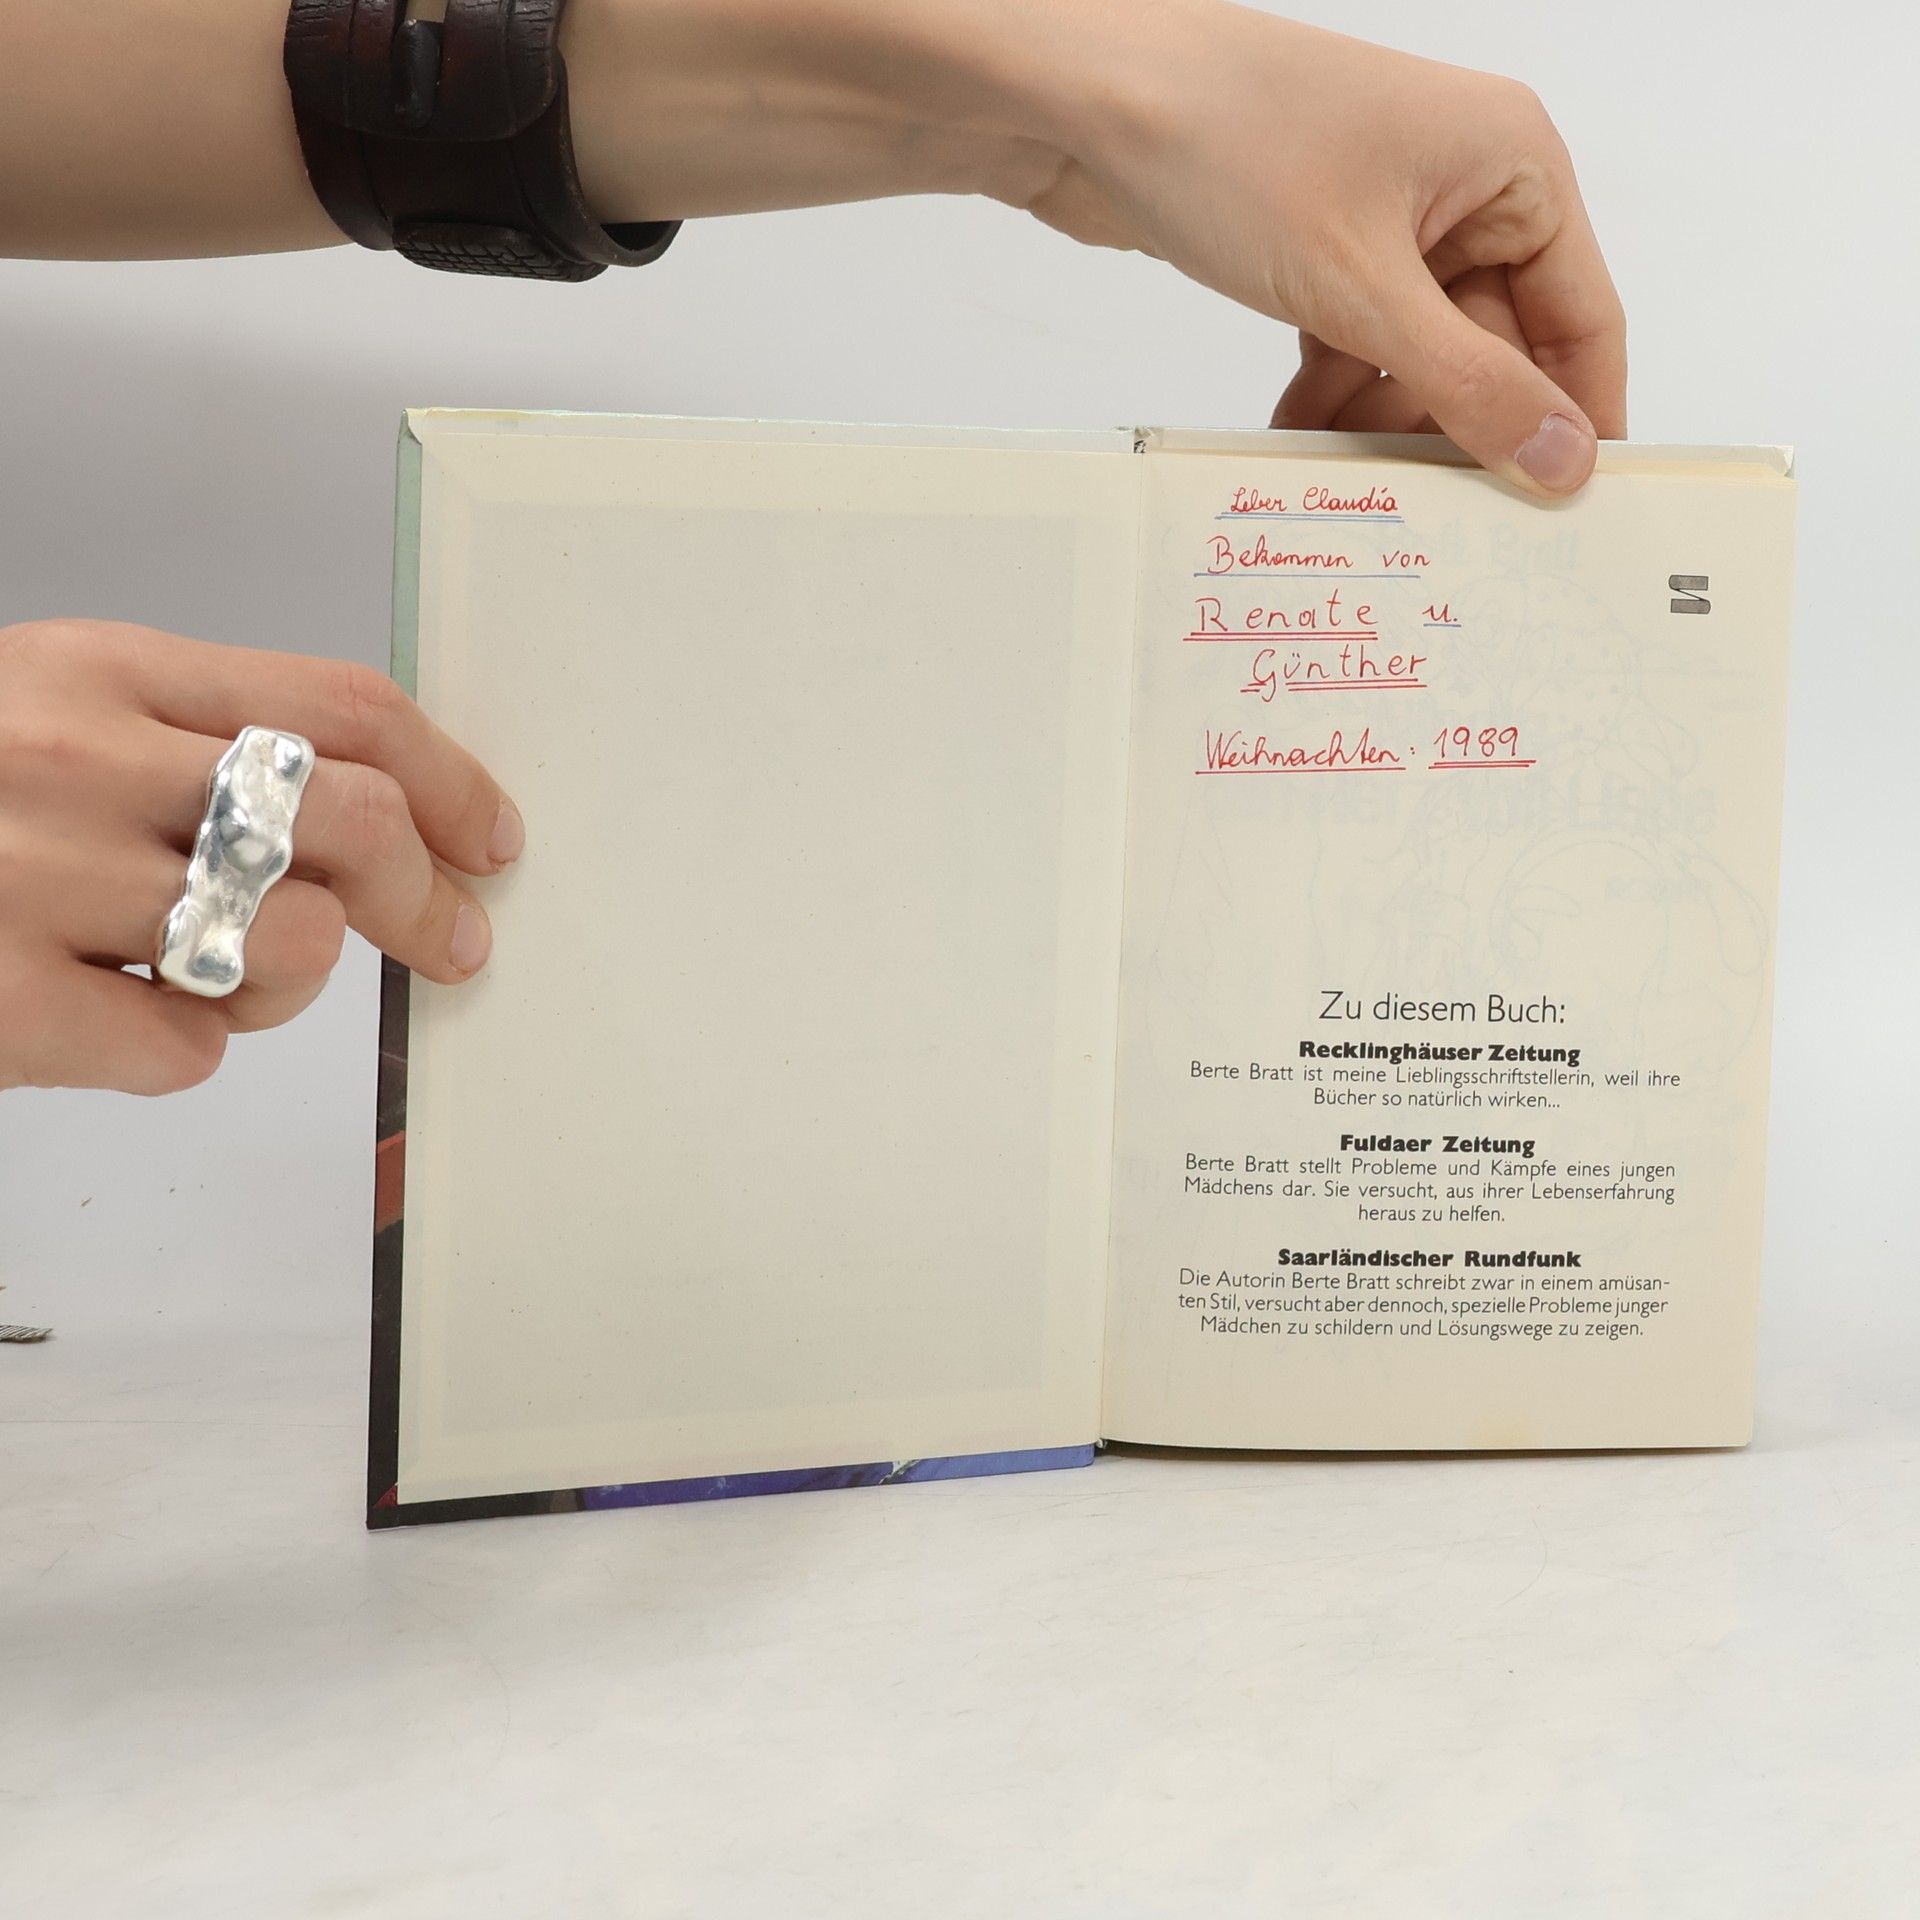 Leber Claudia
Bekommen von
Renate u.
Günther
Weihnachten: 1989
Zu diesem Buch:
Recklinghäuser Zeitung
Berte Bratt ist meine Lieblingsschriftstellerin, weil ihre
Bücher so natürlich wirken...
Fuldaer Zeitung
Berte Bratt stellt Probleme und Kämpfe eines jungen
Mädchens dar. Sie versucht, aus ihrer Lebenserfahrung
heraus zu helfen.
Saarländischer Rundfunk
Die Autorin Berte Bratt schreibt zwar in einem amüsan-
ten Stil, versucht aber dennoch, spezielle Probleme junger
Mädchen zu schildern und Lösungswege zu zeigen.